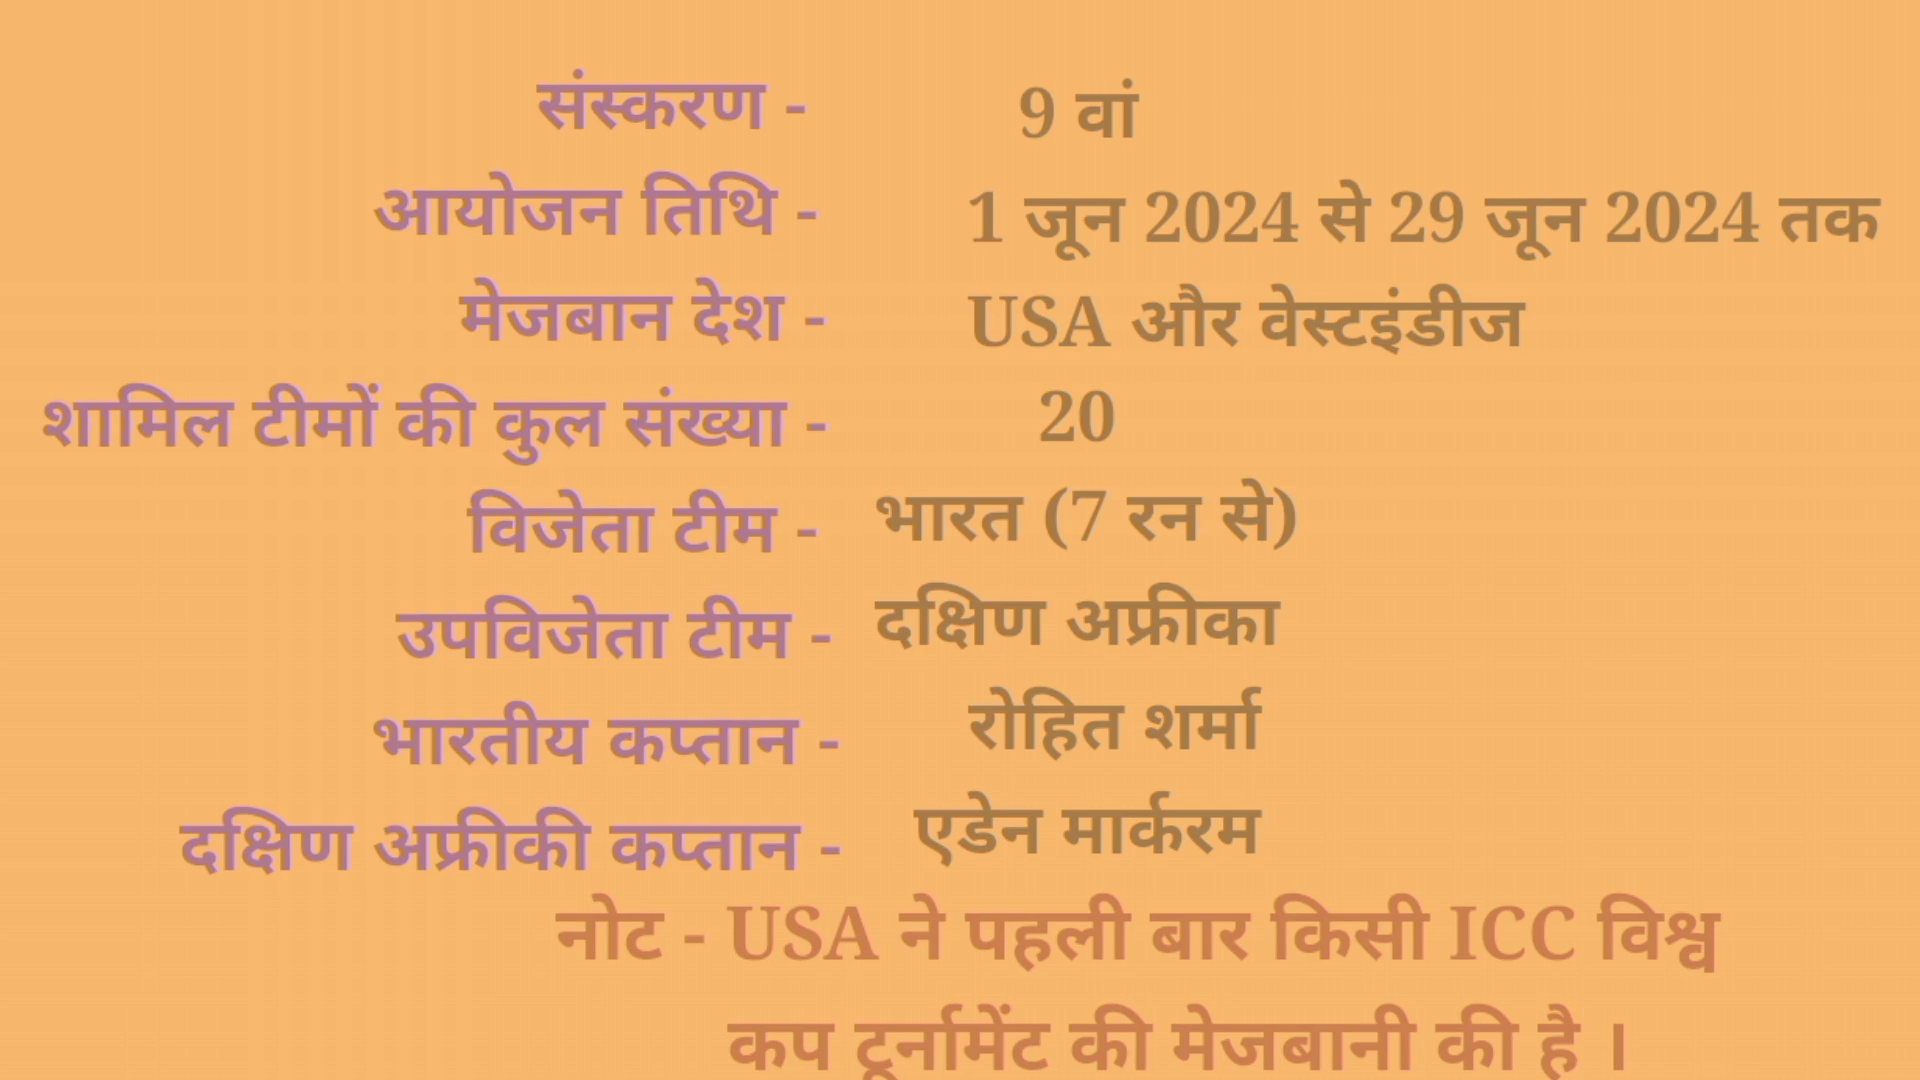 संस्करण - 9 वां
आयोजन तिथि - 1 जून 2024 से 29 जून 2024 तक
मेजबान देश - USA और वेस्टइंडीज
शामिल टीमों की कुल संख्या - 20
विजेता टीम - भारत (7 रन से)
उपविजेता टीम - दक्षिण अफ्रीका
भारतीय कप्तान - रोहित शर्मा
दक्षिण अफ्रीकी कप्तान - एडेन मार्करम
नोट - USA ने पहली बार किसी ICC विश्व
कप टूर्नामेंट की मेजबानी की है ।